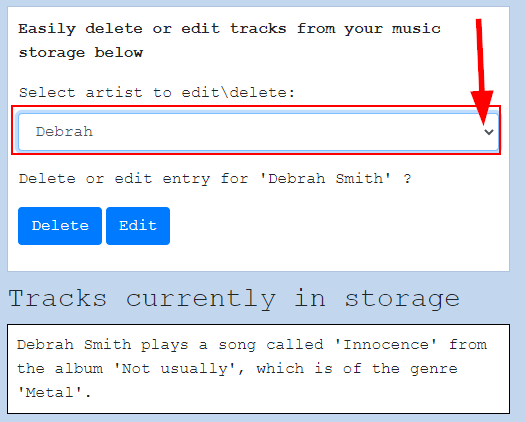 Easily delete or edit tracks from your music
storage below
Select artist to edit\delete:
Debrah
Delete or edit entry for 'Debrah Smith' ?
Delete Edit
Tracks currently in storage
Debrah Smith plays a song called 'Innocence' from
the album 'Not usually', which is of the genre
'Metal'.